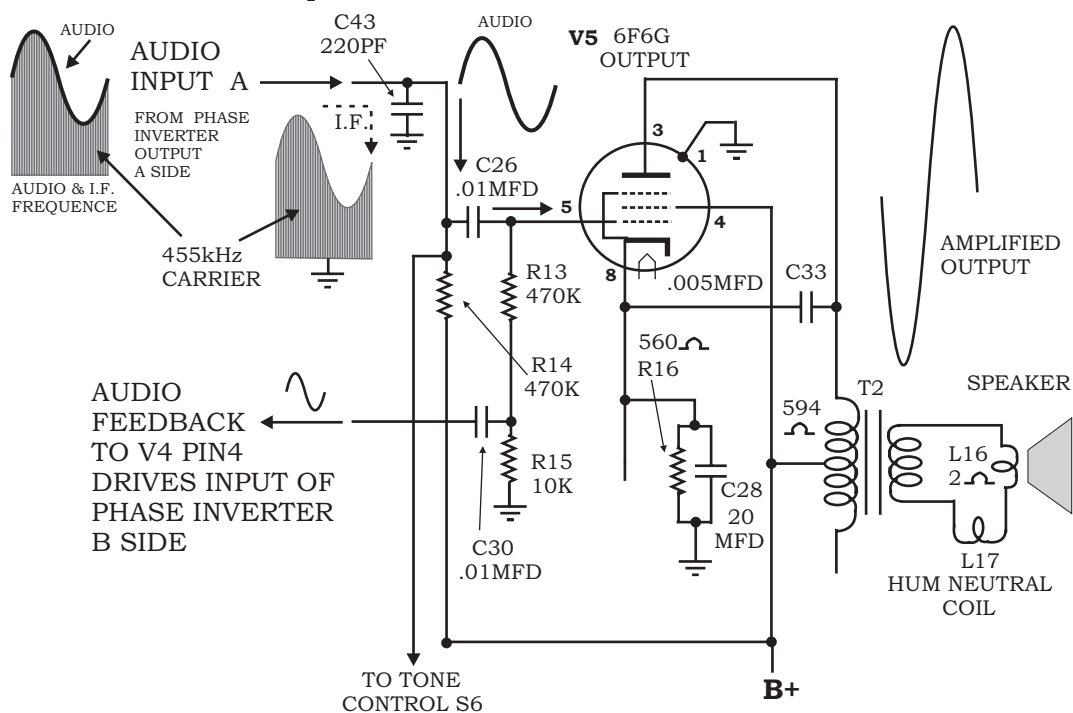 AUDIO
AUDIO
INPUT A
FROM PHASE
INVERTER
OUTPUT
A SIDE
AUDIO & I.F.
FREQUENCE
455kHz
CARRIER
C43
220PF
I.F.
AUDIO
V5 6F6G
OUTPUT
3
1
5
4
8
C26
.01MFD
R13
470K
.005MFD
C33
AMPLIFIED
OUTPUT
R14
470K
560
R16
AUDIO
FEEDBACK
TO V4 PIN4
DRIVES INPUT OF
PHASE INVERTER
B SIDE
R15
10K
C30
.01MFD
C28
20
MFD
594
T2
SPEAKER
L16
2
L17
HUM NEUTRAL
COIL
TO TONE
CONTROL S6
B+